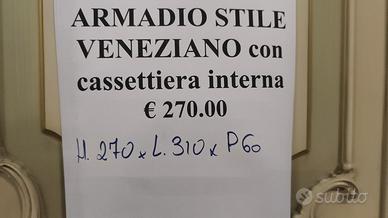 ARMADIO STILE
VENEZIANO con
cassettiera interna
€ 270.00
H. 270 x L. 310 x P 60
subito